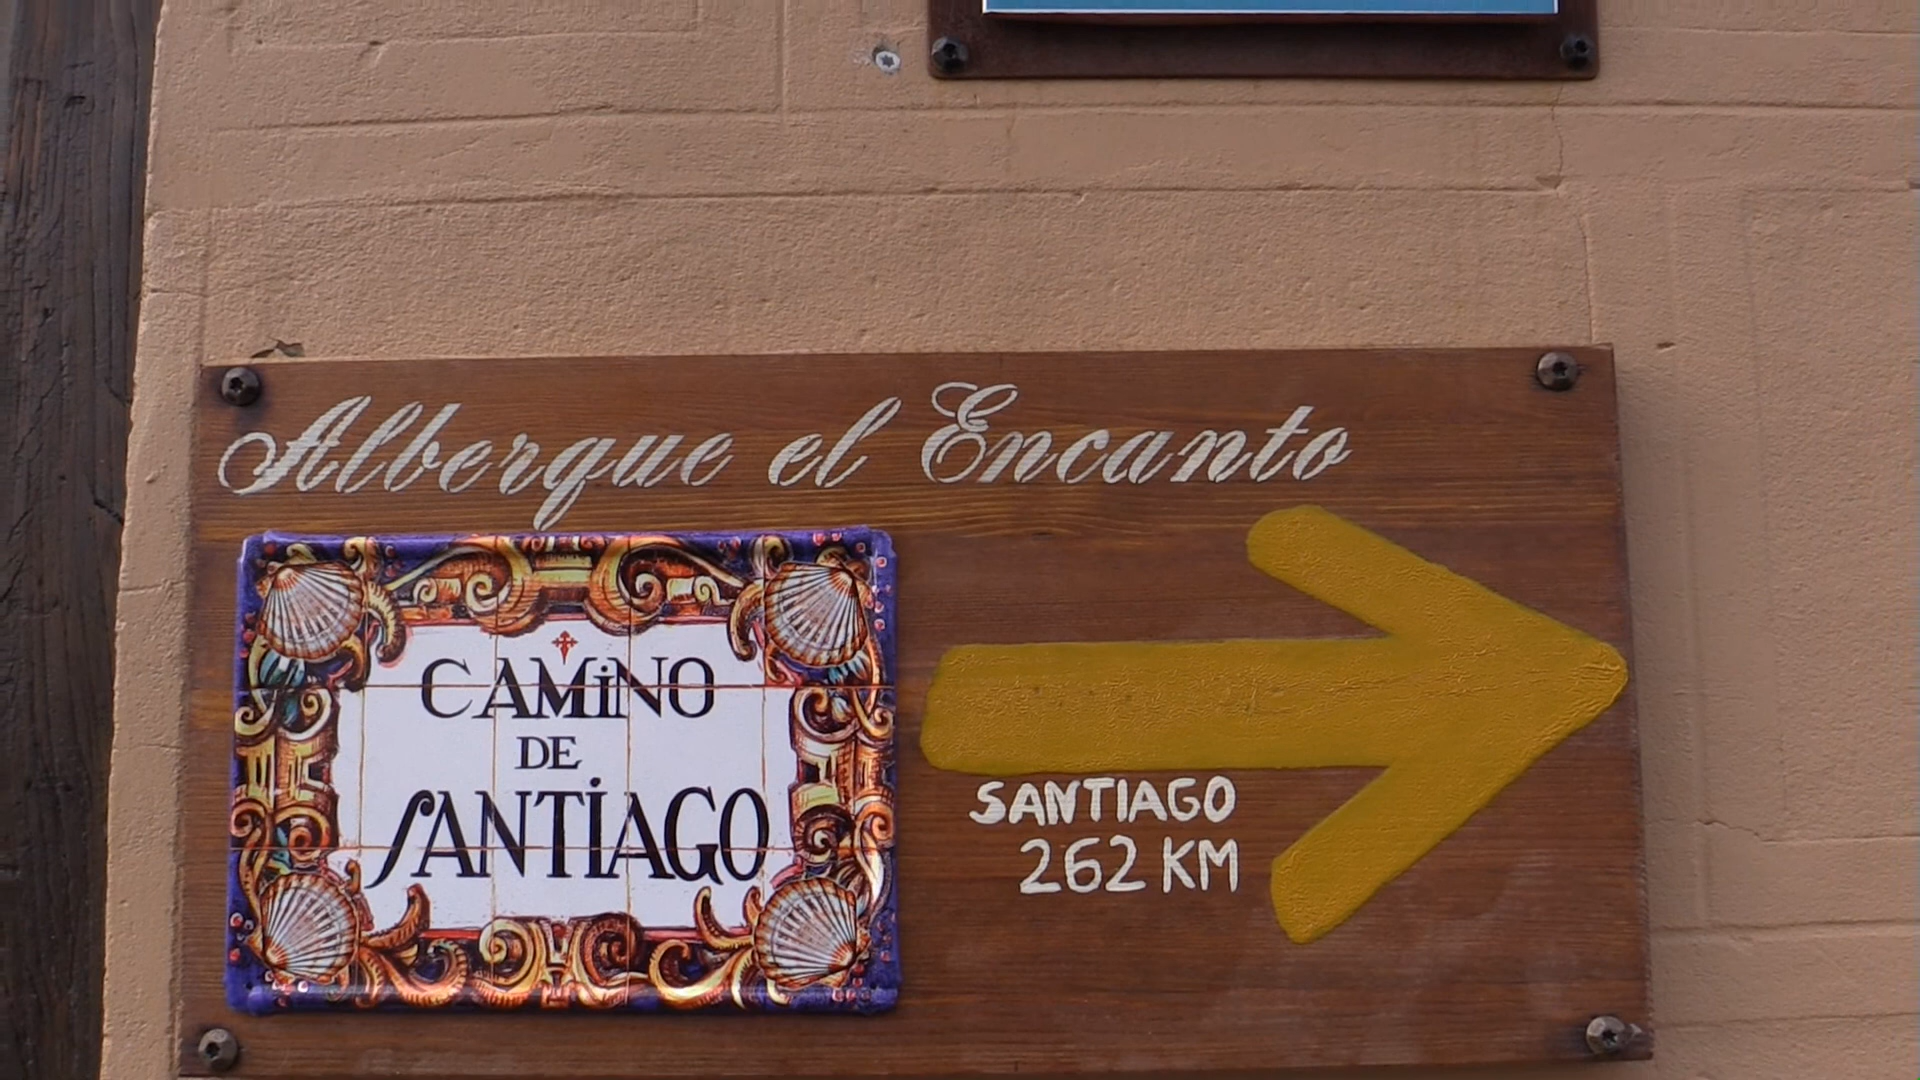 Alberque el Encanto
CAMiNO
DE
SANTiAGO
SANTIAGO
262 KM